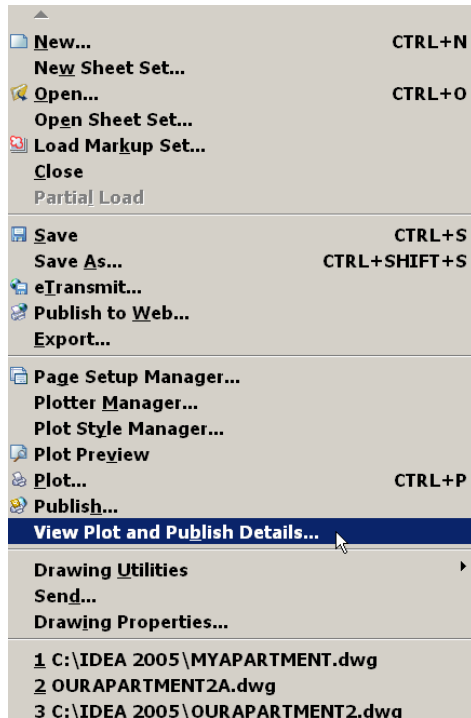 New... CTRL+N
New Sheet Set...
Open... CTRL+O
Open Sheet Set...
Load Markup Set...
Close
Partial Load
Save CTRL+S
Save As... CTRL+SHIFT+S
eTransmit...
Publish to Web...
Export...
Page Setup Manager...
Plotter Manager...
Plot Style Manager...
Plot Preview
Plot... CTRL+P
Publish...
View Plot and Publish Details...
Drawing Utilities
Send...
Drawing Properties...
1 C:\IDEA 2005\MYAPARTMENT.dwg
2 OURAPARTMENT2A.dwg
3 C:\IDEA 2005\OURAPARTMENT2.dwg